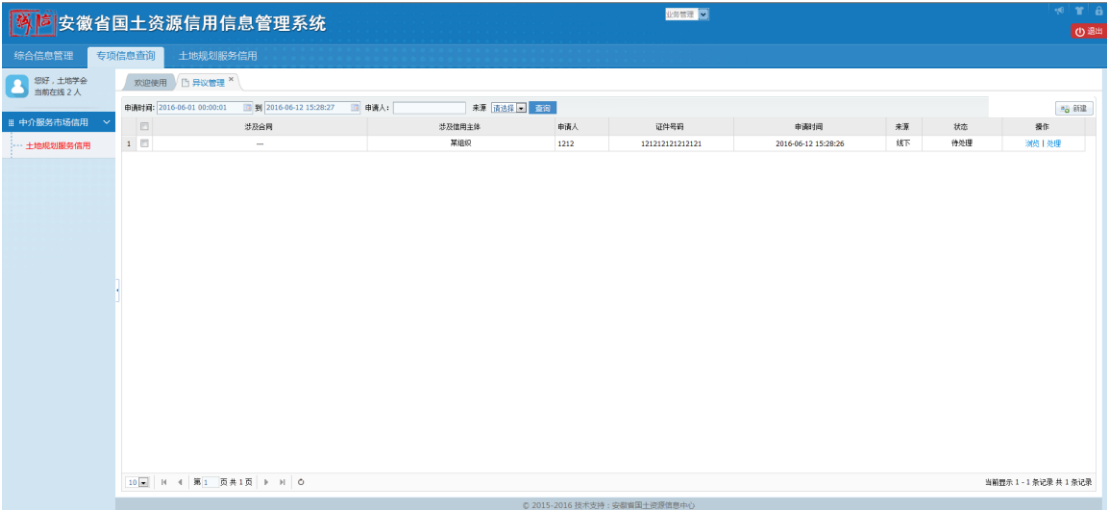 诚信 安徽省国土资源信用信息管理系统
业务管理
退出
综合信息管理 专项信息查询 土地规划服务信用
您好，土地学会
当前在线 2 人
中介服务市场信用
土地规划服务信用
欢迎使用 异议管理 ×
申请时间: 2016-06-01 00:00:01 到 2016-06-12 15:28:27 申请人: 来源 请选择 查询 新建
涉及合同 涉及信用主体 申请人 证件号码 申请时间 来源 状态 操作
1 --- 某组织 1212 121212121212121 2016-06-12 15:28:26 线下 待处理 浏览 | 处理
10 第 1 页共 1 页 当前显示 1 - 1 条记录 共 1 条记录
© 2015-2016 技术支持：安徽省国土资源信息中心